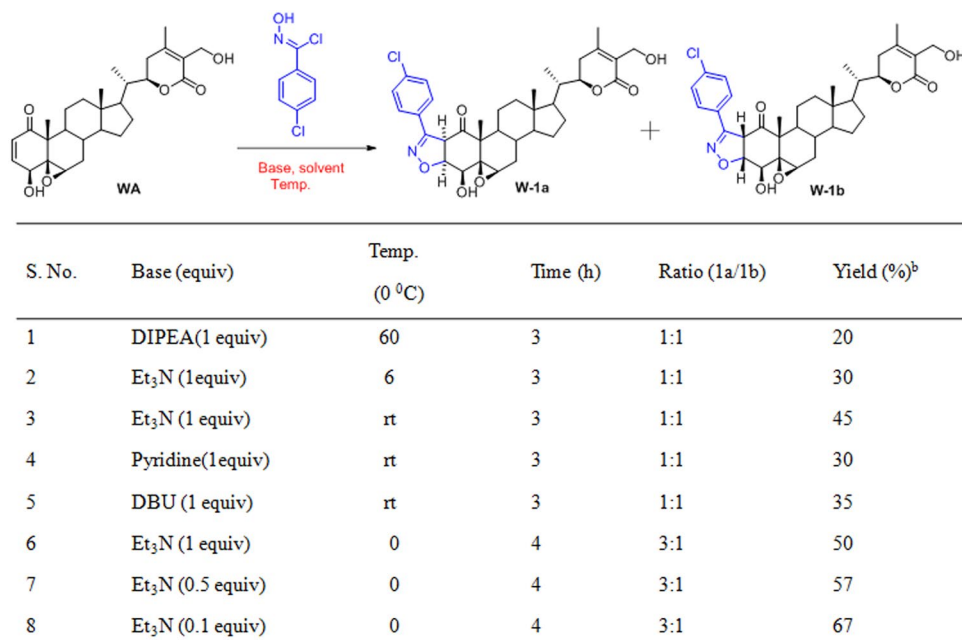 OH
N
Cl
Cl
O
OH
O
O
O
OH
WA
Base, solvent
Temp.
Cl
N
O
O
OH
O
O
O
OH
W-1a
+
Cl
N
O
O
OH
O
O
O
OH
W-1b
S. No. Base (equiv) Temp. (0 ⁰C) Time (h) Ratio (1a/1b) Yield (%)ᵇ
1 DIPEA(1 equiv) 60 3 1:1 20
2 Et₃N (1equiv) 6 3 1:1 30
3 Et₃N (1 equiv) rt 3 1:1 45
4 Pyridine(1equiv) rt 3 1:1 30
5 DBU (1 equiv) rt 3 1:1 35
6 Et₃N (1 equiv) 0 4 3:1 50
7 Et₃N (0.5 equiv) 0 4 3:1 57
8 Et₃N (0.1 equiv) 0 4 3:1 67